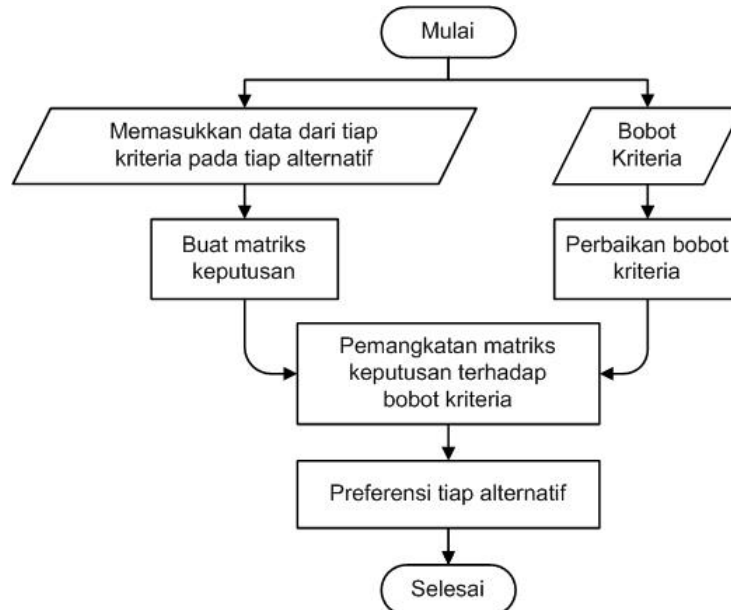 Mulai
Memasukkan data dari tiap
kriteria pada tiap alternatif
Bobot
Kriteria
Buat matriks
keputusan
Perbaikan bobot
kriteria
Pemangkatan matriks
keputusan terhadap
bobot kriteria
Preferensi tiap alternatif
Selesai